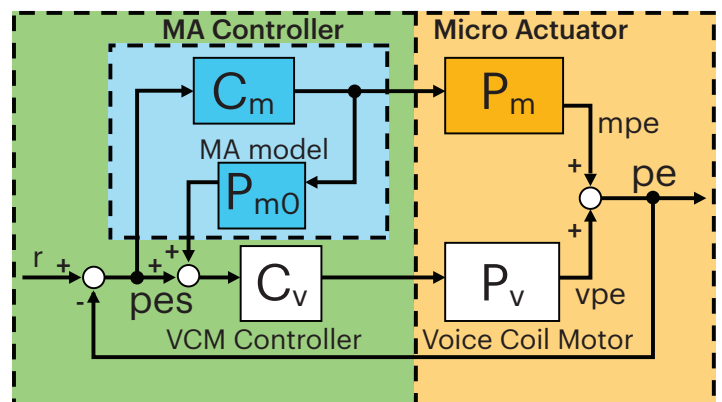 MA Controller
Micro Actuator
Cm
Pm
mpe
MA model
Pm0
+
pe
r
+
+
+
+
-
pes
Cv
Pv
vpe
VCM Controller
Voice Coil Motor